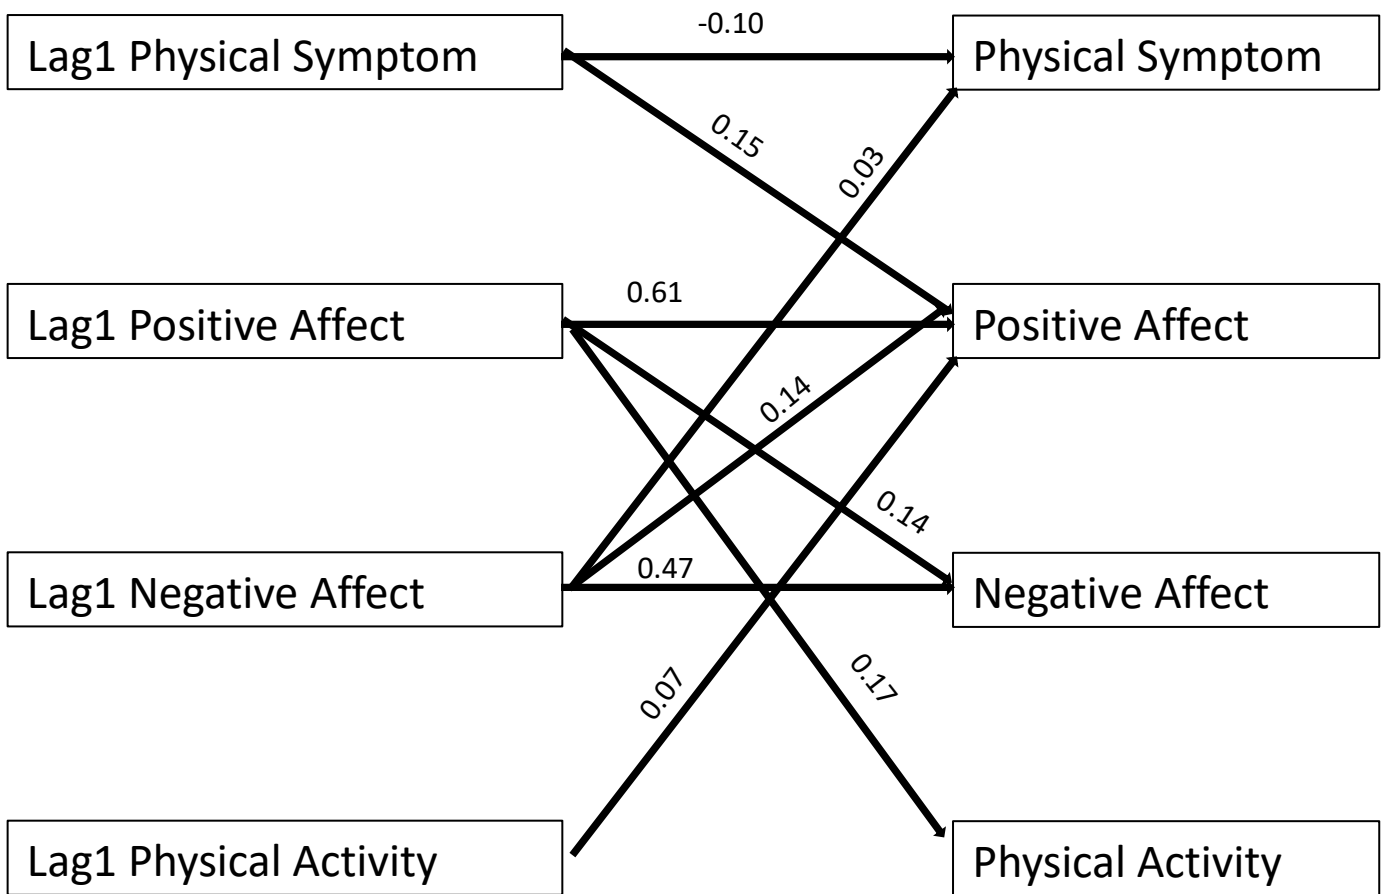 -0.10
Lag1 Physical Symptom
Physical Symptom
0.15
0.03
0.61
Lag1 Positive Affect
Positive Affect
0.14
0.14
0.47
Lag1 Negative Affect
Negative Affect
0.07
0.17
Lag1 Physical Activity
Physical Activity